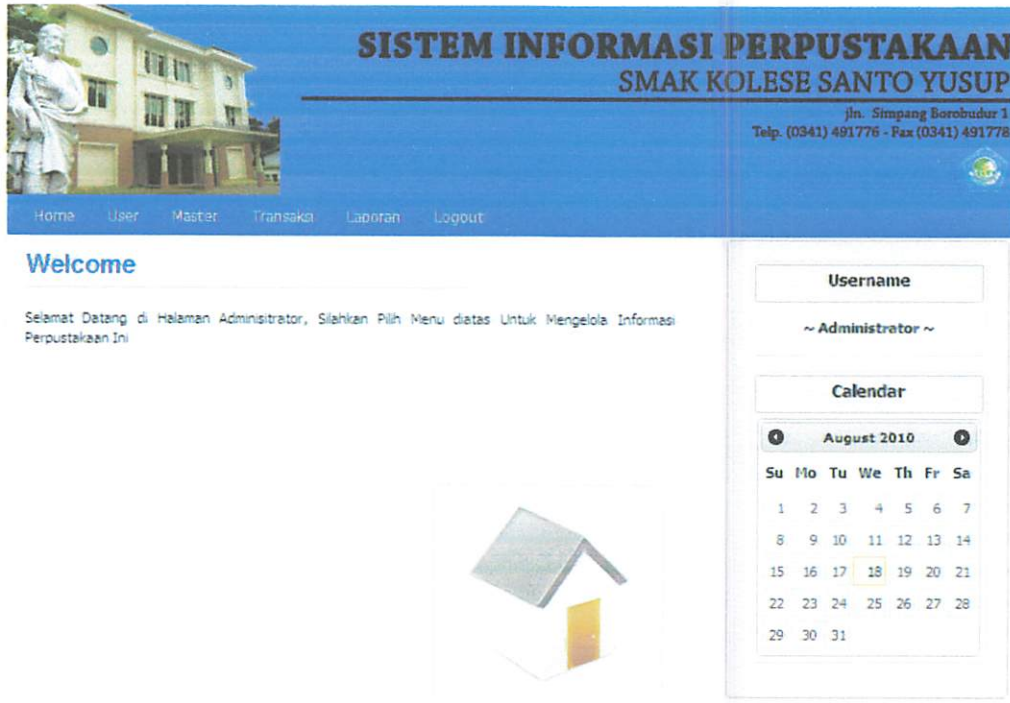 SISTEM INFORMASI PERPUSTAKAAN
SMAK KOLESE SANTO YUSUP
jln. Simpang Borobudur 1
Telp. (0341) 491776 - Fax (0341) 491778
Home User Master Transaksi Laporan Logout
Welcome
Selamat Datang di Halaman Adminisitrator, Silahkan Pilih Menu diatas Untuk Mengelola Informasi
Perpustakaan Ini
Username
~ Administrator ~
Calendar
August 2010
Su Mo Tu We Th Fr Sa
1 2 3 4 5 6 7
8 9 10 11 12 13 14
15 16 17 18 19 20 21
22 23 24 25 26 27 28
29 30 31